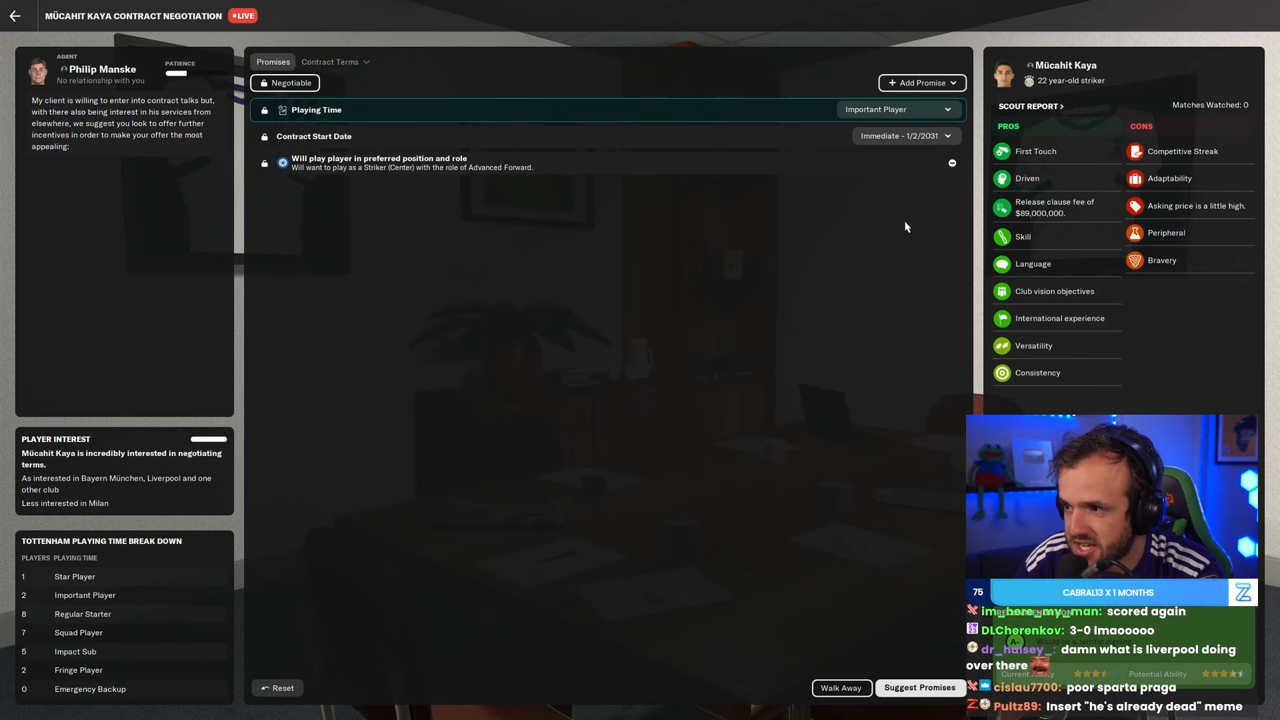 MÜCAHIT KAYA CONTRACT NEGOTIATION
LIVE
AGENT
Philip Manske
No relationship with you
PATIENCE
My client is willing to enter into contract talks but,
with there also being interest in his services from
elsewhere, we suggest you look to offer further
incentives in order to make your offer the most
appealing:
PLAYER INTEREST
Mücahit Kaya is incredibly interested in negotiating
terms.
As interested in Bayern München, Liverpool and one
other club
Less interested in Milan
TOTTENHAM PLAYING TIME BREAK DOWN
PLAYERS PLAYING TIME
1 Star Player
2 Important Player
8 Regular Starter
7 Squad Player
5 Impact Sub
2 Fringe Player
0 Emergency Backup
Promises
Contract Terms
Negotiable
+ Add Promise
Playing Time
Important Player
Contract Start Date
Immediate - 1/2/2031
Will play player in preferred position and role
Will want to play as a Striker (Center) with the role of Advanced Forward.
Reset
Walk Away
Suggest Promises
Mücahit Kaya
22 year-old striker
SCOUT REPORT >
Matches Watched: 0
PROS
First Touch
Driven
Release clause fee of
$89,000,000.
Skill
Language
Club vision objectives
International experience
Versatility
Consistency
CONS
Competitive Streak
Adaptability
Asking price is a little high.
Peripheral
Bravery
75
CABRAL13 X 1 MONTHS
im_here_my_man: scored again
DLCherenkov: 3-0 lmaooooo
dr_halsey_: damn what is liverpool doing
over there
Current Ability
Potential Ability
cislau7700: poor sparta praga
Pultz89: Insert "he's already dead" meme